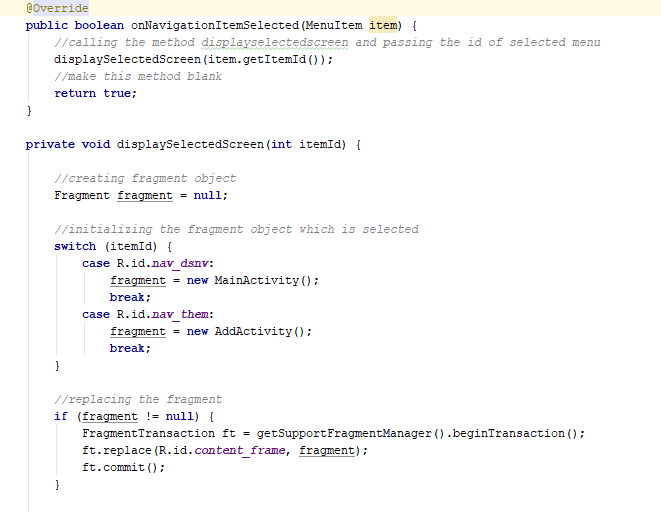 @Override
public boolean onNavigationItemSelected(MenuItem item) {
//calling the method displayselectedscreen and passing the id of selected menu
displaySelectedScreen(item.getItemId());
//make this method blank
return true;
}
private void displaySelectedScreen(int itemId) {
//creating fragment object
Fragment fragment = null;
//initializing the fragment object which is selected
switch (itemId) {
case R.id.nav_dsnv:
fragment = new MainActivity();
break;
case R.id.nav_them:
fragment = new AddActivity();
break;
}
//replacing the fragment
if (fragment != null) {
FragmentTransaction ft = getSupportFragmentManager().beginTransaction();
ft.replace(R.id.content_frame, fragment);
ft.commit();
}